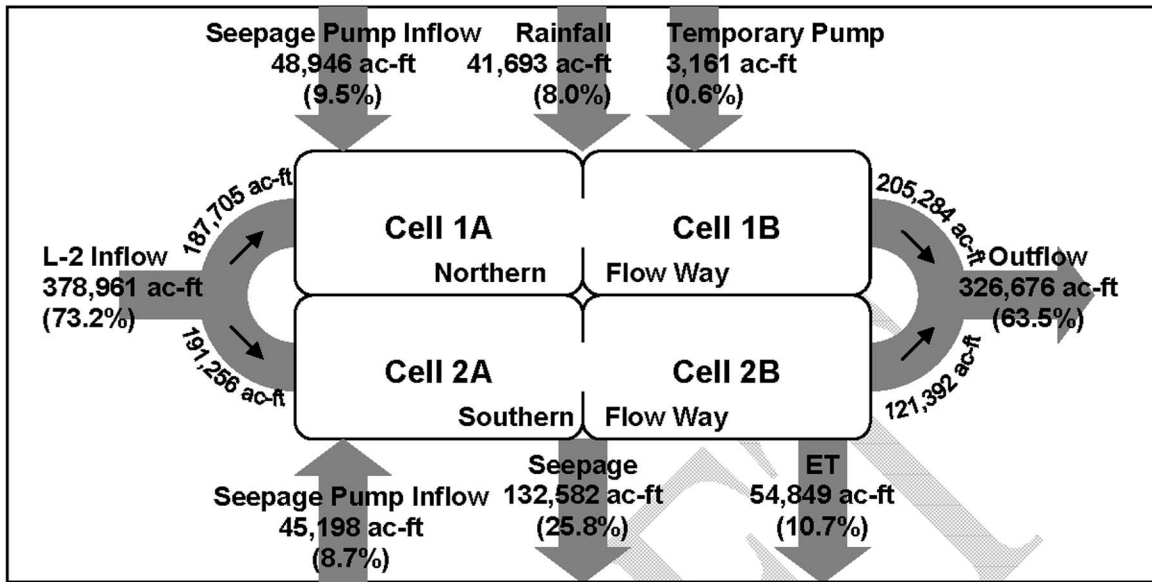 Seepage Pump Inflow
48,946 ac-ft
(9.5%)
Rainfall
41,693 ac-ft
(8.0%)
Temporary Pump
3,161 ac-ft
(0.6%)
187,705 ac-ft
205,284 ac-ft
Cell 1A
Cell 1B
Northern
Flow Way
L-2 Inflow
378,961 ac-ft
(73.2%)
Outflow
326,676 ac-ft
(63.5%)
191,256 ac-ft
121,392 ac-ft
Cell 2A
Cell 2B
Southern
Flow Way
Seepage Pump Inflow
45,198 ac-ft
(8.7%)
Seepage
132,582 ac-ft
(25.8%)
ET
54,849 ac-ft
(10.7%)